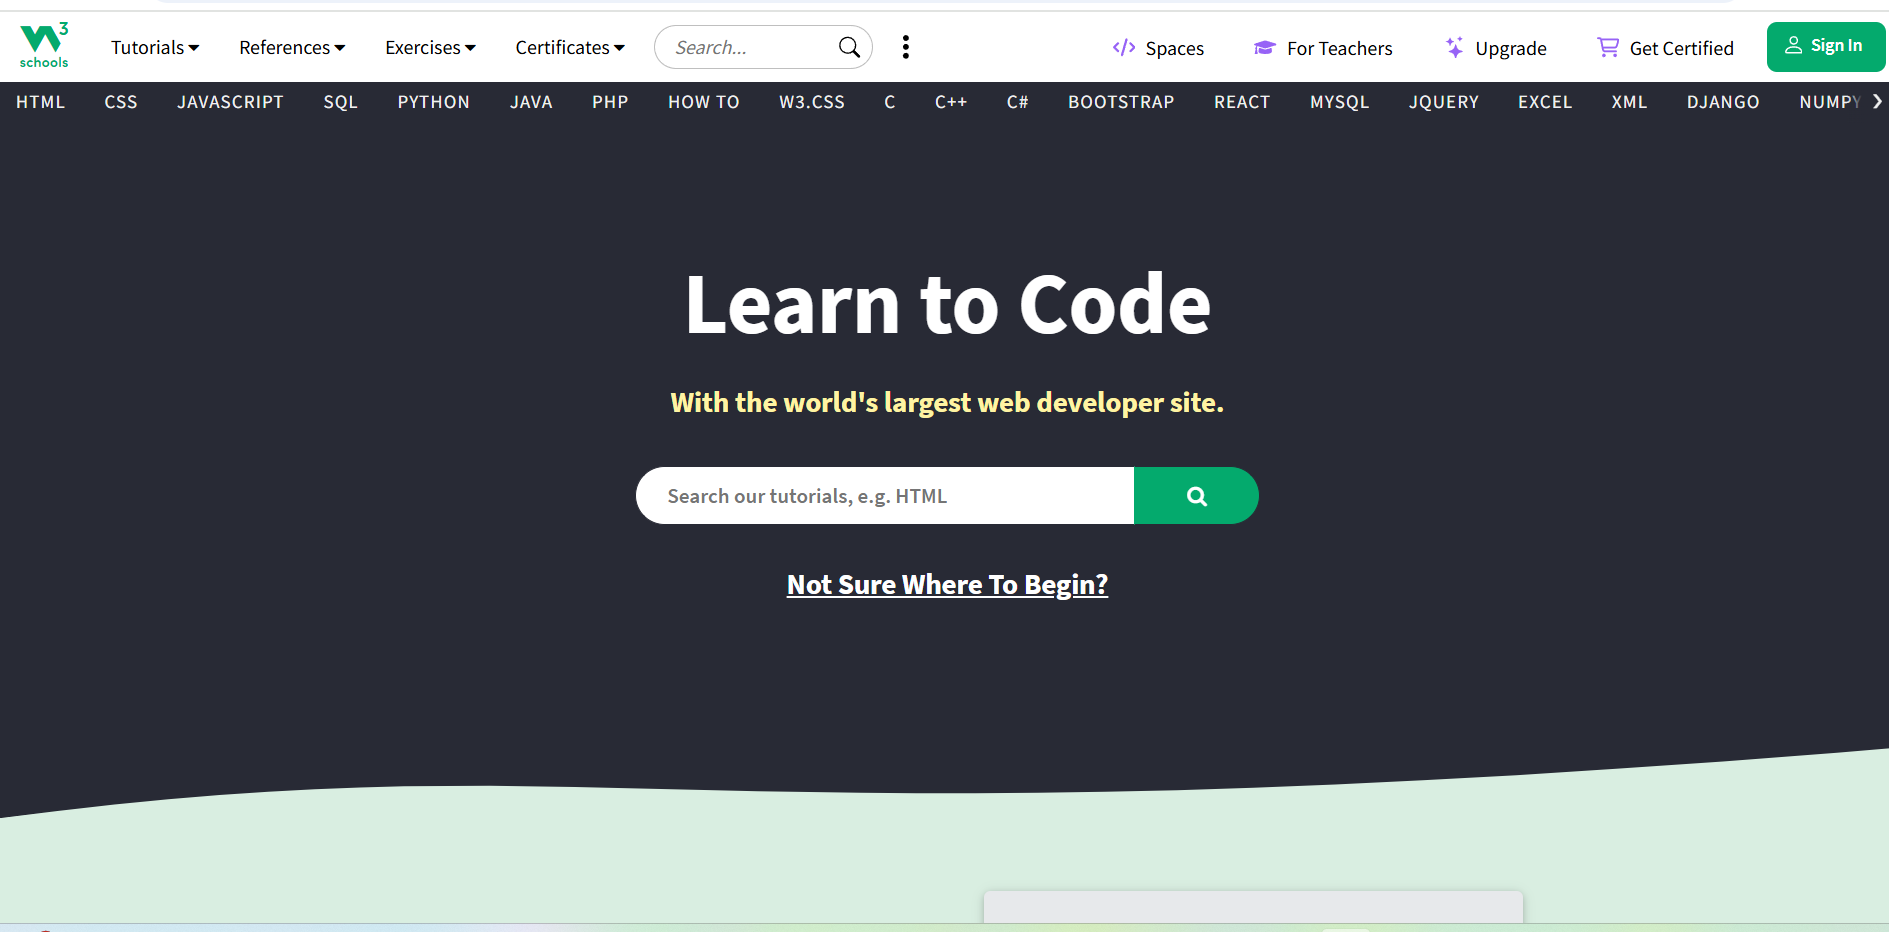 W3 schools
Tutorials References Exercises Certificates Search... Spaces For Teachers Upgrade Get Certified Sign In
HTML CSS JAVASCRIPT SQL PYTHON JAVA PHP HOW TO W3.CSS C C++ C# BOOTSTRAP REACT MYSQL JQUERY EXCEL XML DJANGO NUMPY
Learn to Code
With the world's largest web developer site.
Search our tutorials, e.g. HTML
Not Sure Where To Begin?